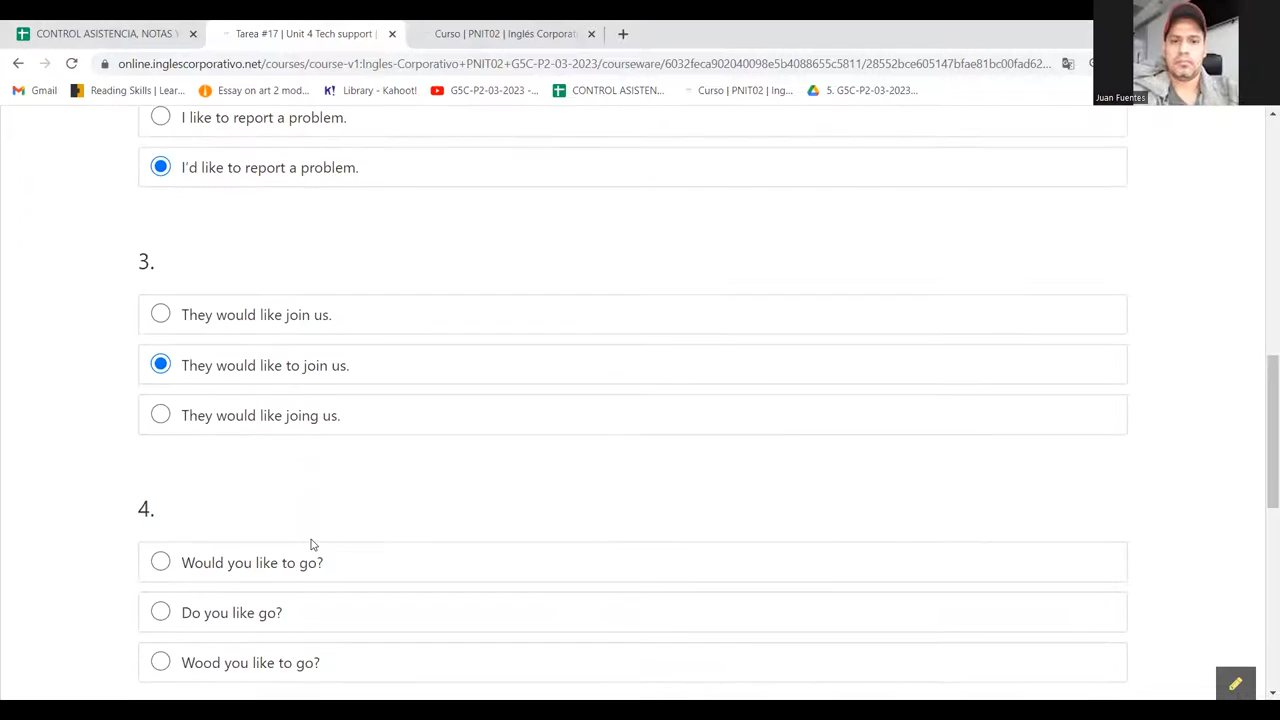 CONTROL ASISTENCIA, NOTAS
Tarea #17 | Unit 4 Tech support |
Curso | PNIT02 | Inglés Corporat
online.inglescorporativo.net/courses/course-v1:Ingles-Corporativo+PNIT02+G5C-P2-03-2023/courseware/6032feca902040098e5b4088655c5811/28552bce605147bfae81bc00fad62...
Gmail
Reading Skills | Lear...
Essay on art 2 mod...
Library - Kahoot!
G5C-P2-03-2023 -...
CONTROL ASISTEN...
Curso | PNIT02 | Ing...
5. G5C-P2-03-2023...
Juan Fuentes
I like to report a problem.
I'd like to report a problem.
3.
They would like join us.
They would like to join us.
They would like joing us.
4.
Would you like to go?
Do you like go?
Wood you like to go?